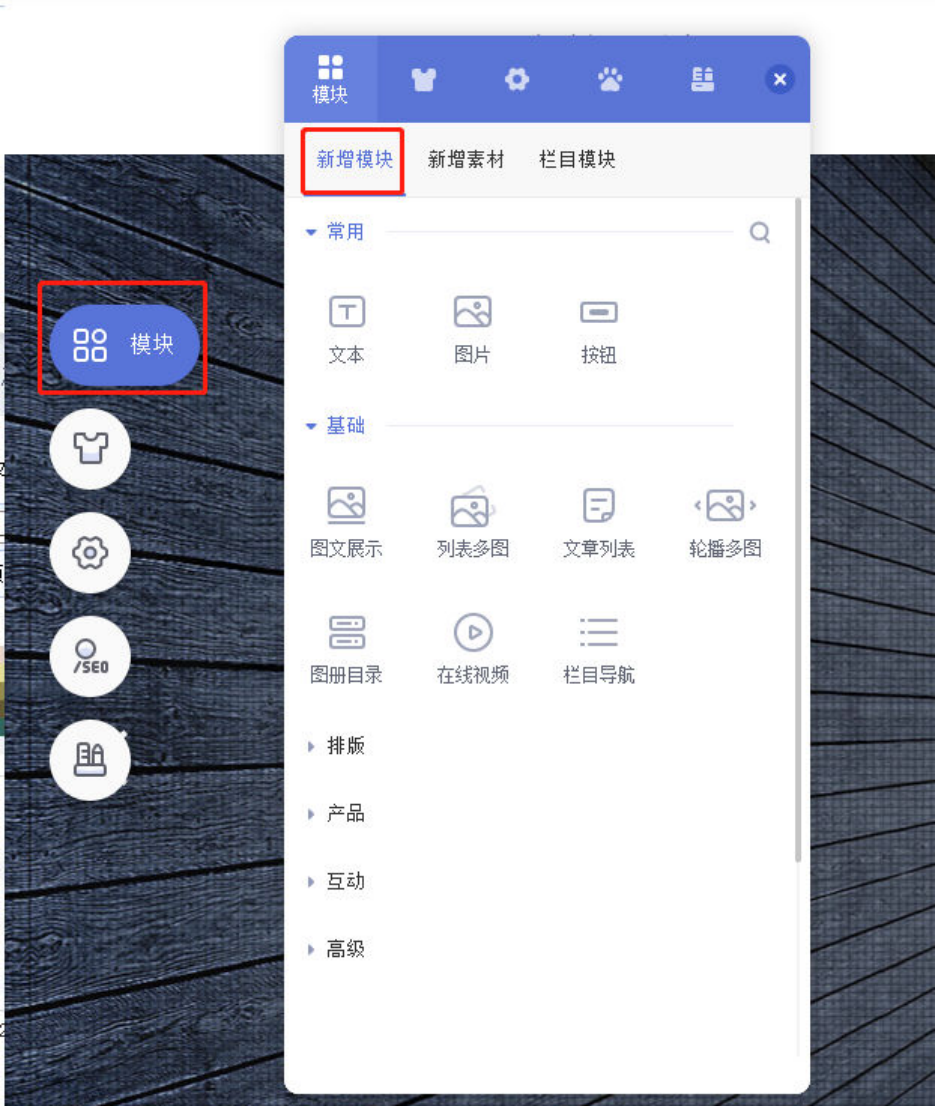 模块
新增模块 新增素材 栏目模块
常用
T
文本 图片 按钮
模块
基础
图文展示 列表多图 文章列表 轮播多图
/SEO
图册目录 在线视频 栏目导航
排版
产品
互动
高级